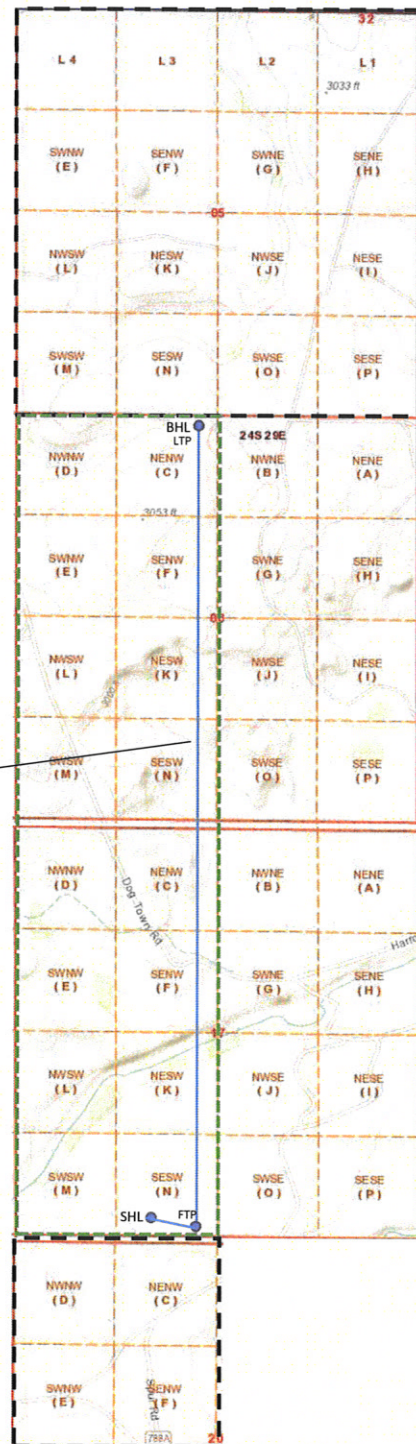 32
L 4 L 3 L 2 L 1
3033 ft
SWNW SENW SWNE SENE
(E) (F) (G) (H)
05
NWSW NESW NWSE NESE
(L) (K) (J) (I)
SWSW SESW SWSE SESE
(M) (N) (O) (P)
BHL
LTP
24S 29E
NWNW NENW NWNE NENE
(D) (C) (B) (A)
3053 ft
SWNW SENW SWNE SENE
(E) (F) (G) (H)
08
NWSW NESW NWSE NESE
(L) (K) (J) (I)
SWSW SESW SWSE SESE
(M) (N) (O) (P)
NWNW NENW NWNE NENE
(D) (C) (B) (A)
Dog Town Rd
SWNW SENW SWNE SENE
(E) (F) (G) (H)
17
NWSW NESW NWSE NESE
(L) (K) (J) (I)
SWSW SESW SWSE SESE
(M) (N) (O) (P)
SHL
FTP
NWNW NENW
(D) (C)
SWNW SENW
(E) (F)
788A
20